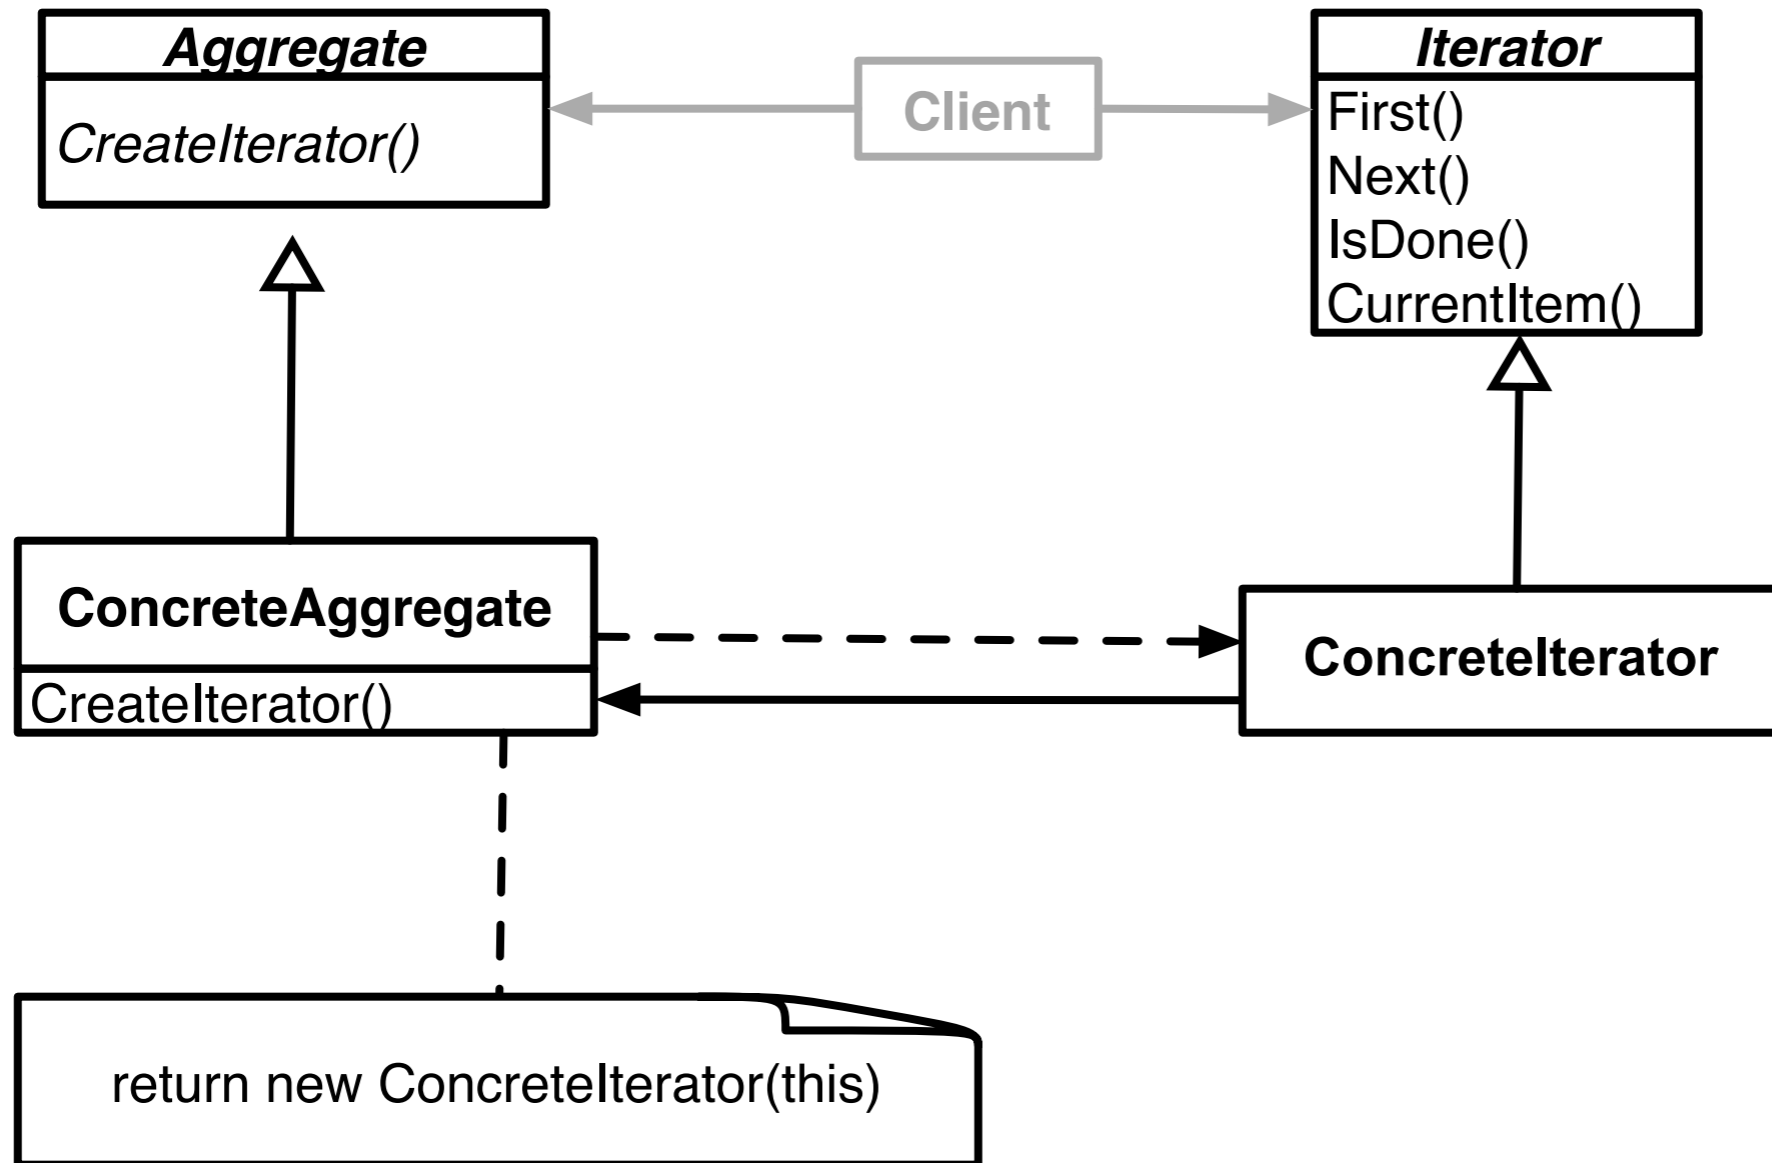 Aggregate
CreateIterator()
Client
Iterator
First()
Next()
IsDone()
CurrentItem()
ConcreteAggregate
CreateIterator()
ConcreteIterator
return new ConcreteIterator(this)